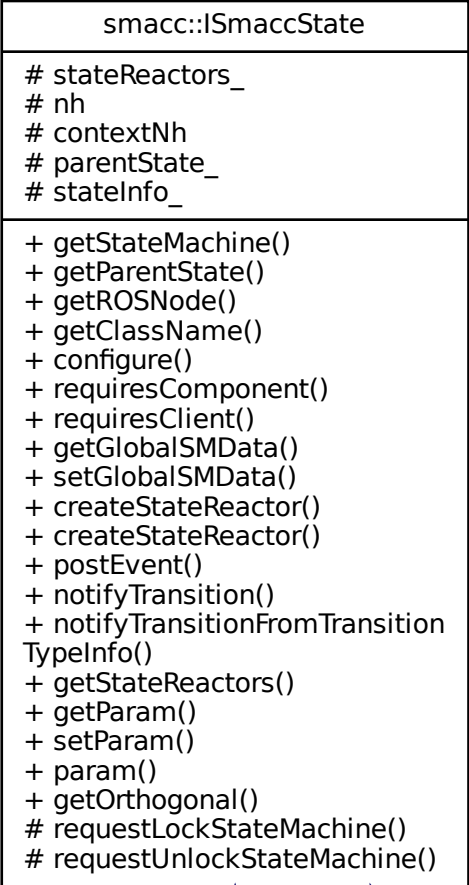 smacc::ISmaccState
# stateReactors_
# nh
# contextNh
# parentState_
# stateInfo_
+ getStateMachine()
+ getParentState()
+ getROSNode()
+ getClassName()
+ configure()
+ requiresComponent()
+ requiresClient()
+ getGlobalSMData()
+ setGlobalSMData()
+ createStateReactor()
+ createStateReactor()
+ postEvent()
+ notifyTransition()
+ notifyTransitionFromTransition
TypeInfo()
+ getStateReactors()
+ getParam()
+ setParam()
+ param()
+ getOrthogonal()
# requestLockStateMachine()
# requestUnlockStateMachine()